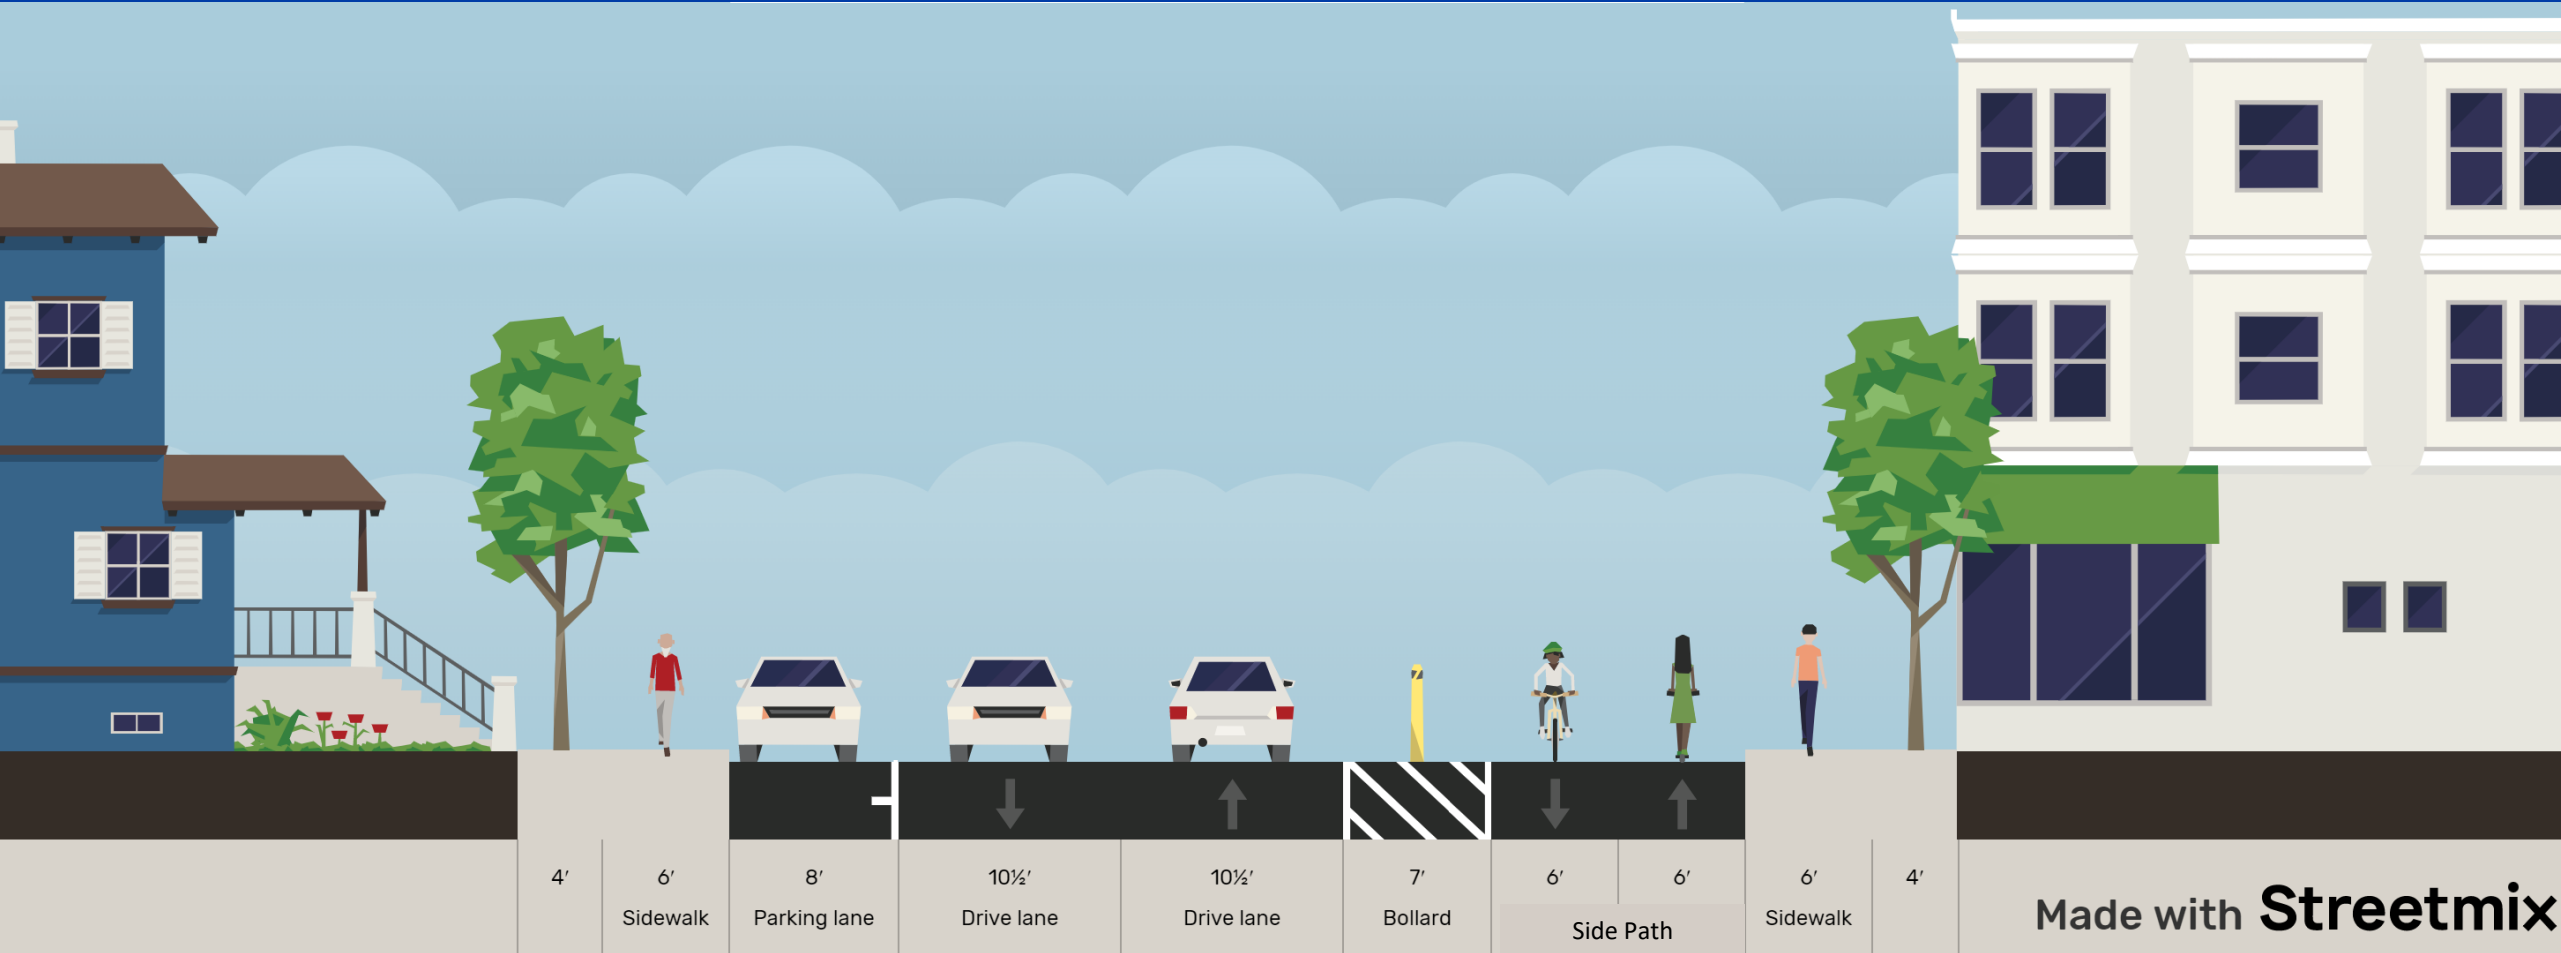 4′ 6′ 8′ 10½′ 10½′ 7′ 6′ 6′ 6′ 4′
Sidewalk Parking lane Drive lane Drive lane Bollard Side Path Sidewalk
Made with Streetmix